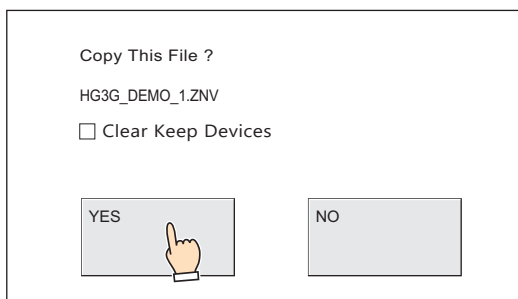 Copy This File ?
HG3G_DEMO_1.ZNV
Clear Keep Devices
YES
NO